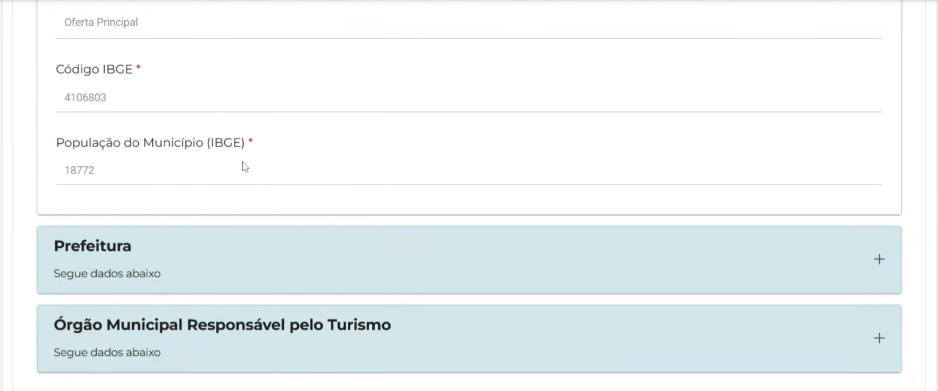 Oferta Principal
Código IBGE *
4106803
População do Município (IBGE) *
18772
Prefeitura
Segue dados abaixo
Órgão Municipal Responsável pelo Turismo
Segue dados abaixo